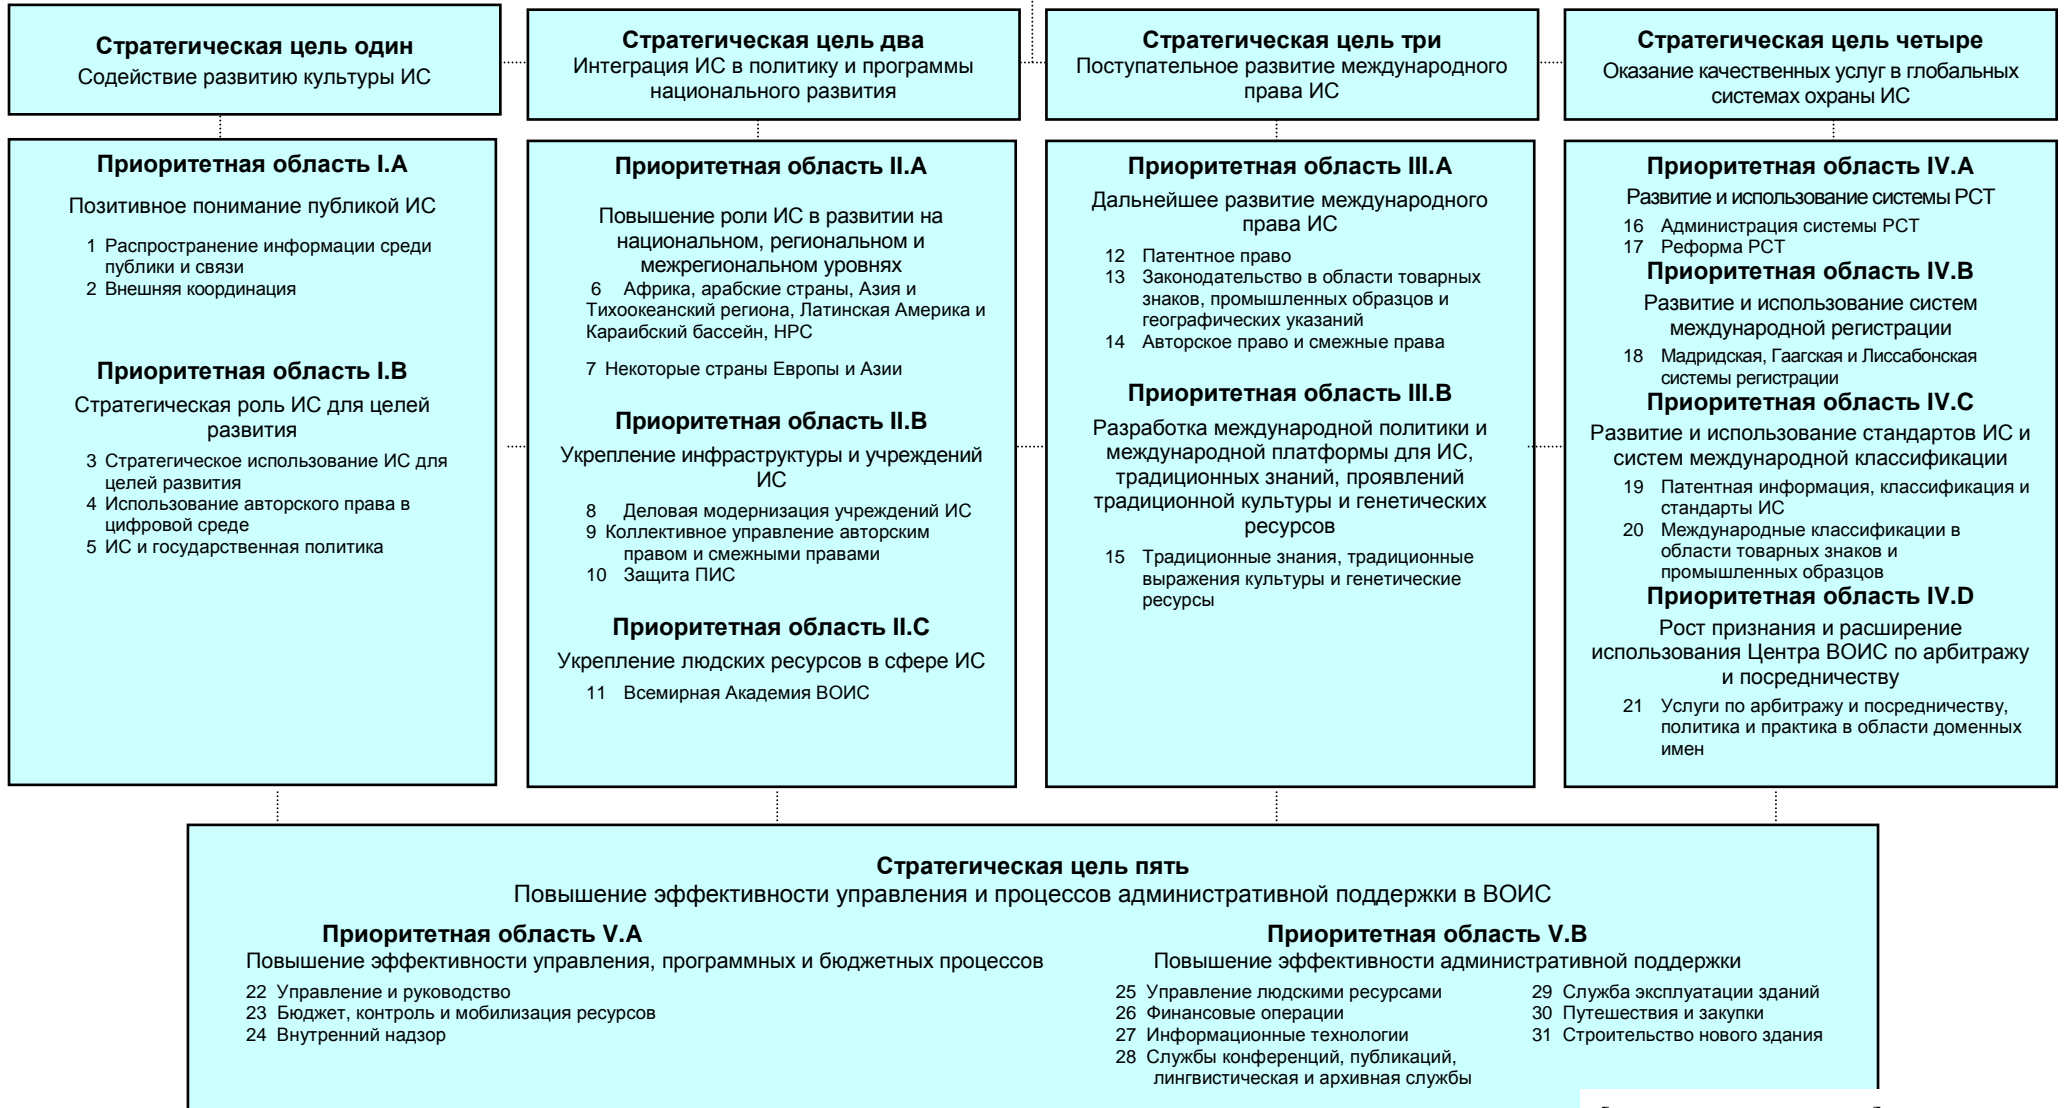 Стратегическая цель один
Содействие развитию культуры ИС
Стратегическая цель два
Интеграция ИС в политику и программы
национального развития
Стратегическая цель три
Поступательное развитие международного
права ИС
Стратегическая цель четыре
Оказание качественных услуг в глобальных
системах охраны ИС
Приоритетная область I.A
Позитивное понимание публикой ИС
1 Распространение информации среди
публики и связи
2 Внешняя координация
Приоритетная область I.B
Стратегическая роль ИС для целей
развития
3 Стратегическое использование ИС для
целей развития
4 Использование авторского права в
цифровой среде
5 ИС и государственная политика
Приоритетная область II.A
Повышение роли ИС в развитии на
национальном, региональном и
межрегиональном уровнях
6 Африка, арабские страны, Азия и
Тихоокеанский региона, Латинская Америка и
Караибский бассейн, НРС
7 Некоторые страны Европы и Азии
Приоритетная область II.B
Укрепление инфраструктуры и учреждений
ИС
8 Деловая модернизация учреждений ИС
9 Коллективное управление авторским
правом и смежными правами
10 Защита ПИС
Приоритетная область II.C
Укрепление людских ресурсов в сфере ИС
11 Всемирная Академия ВОИС
Приоритетная область III.A
Дальнейшее развитие международного
права ИС
12 Патентное право
13 Законодательство в области товарных
знаков, промышленных образцов и
географических указаний
14 Авторское право и смежные права
Приоритетная область III.B
Разработка международной политики и
международной платформы для ИС,
традиционных знаний, проявлений
традиционной культуры и генетических
ресурсов
15 Традиционные знания, традиционные
выражения культуры и генетические
ресурсы
Приоритетная область IV.A
Развитие и использование системы РСТ
16 Администрация системы РСТ
17 Реформа РСТ
Приоритетная область IV.B
Развитие и использование систем
международной регистрации
18 Мадридская, Гаагская и Лиссабонская
системы регистрации
Приоритетная область IV.C
Развитие и использование стандартов ИС и
систем международной классификации
19 Патентная информация, классификация и
стандарты ИС
20 Международные классификации в
области товарных знаков и
промышленных образцов
Приоритетная область IV.D
Рост признания и расширение
использования Центра ВОИС по арбитражу
и посредничеству
21 Услуги по арбитражу и посредничеству,
политика и практика в области доменных
имен
Стратегическая цель пять
Повышение эффективности управления и процессов административной поддержки в ВОИС
Приоритетная область V.A
Повышение эффективности управления, программных и бюджетных процессов
22 Управление и руководство
23 Бюджет, контроль и мобилизация ресурсов
24 Внутренний надзор
Приоритетная область V.B
Повышение эффективности административной поддержки
25 Управление людскими ресурсами
26 Финансовые операции
27 Информационные технологии
28 Службы конференций, публикаций,
лингвистическая и архивная службы
29 Служба эксплуатации зданий
30 Путешествия и закупки
31 Строительство нового здания